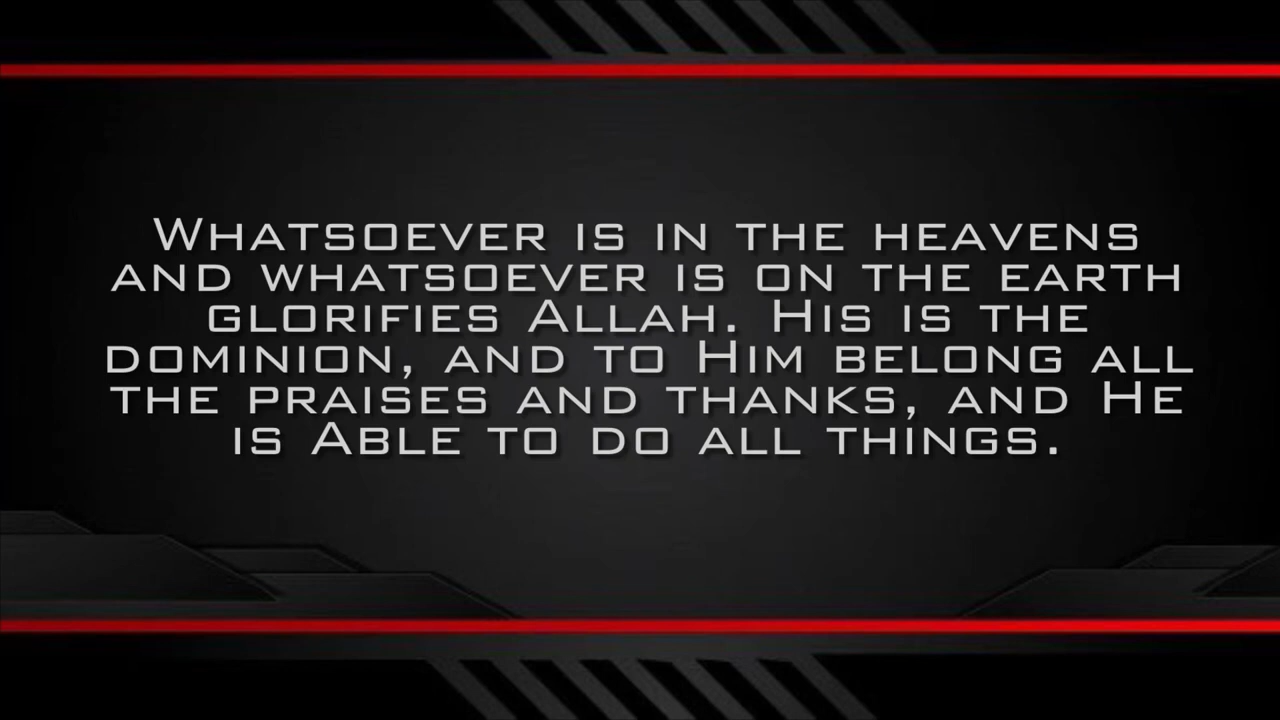 Whatsoever is in the heavens
and whatsoever is on the earth
glorifies Allah. His is the
dominion, and to Him belong all
the praises and thanks, and He
is Able to do all things.